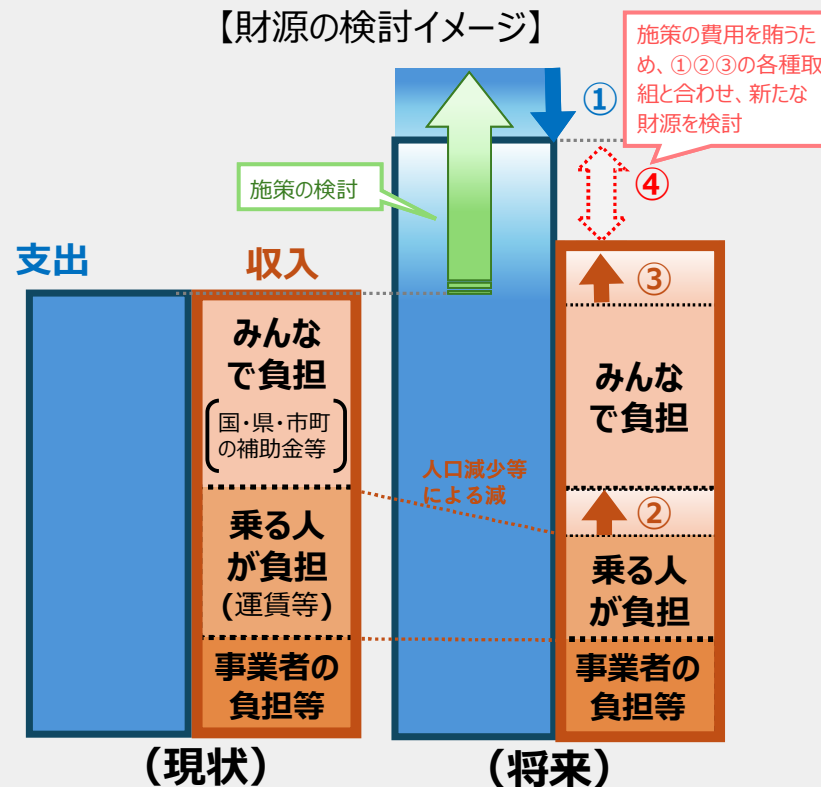 【財源の検討イメージ】
施策の費用を賄うた
め、①②③の各種取
組と合わせ、新たな
財源を検討
①
④
施策の検討
支出
収入
③
みんな
で負担
国・県・市町
の補助金等
みんな
で負担
人口減少等
による減
②
乗る人
が負担
(運賃等)
乗る人
が負担
事業者の
負担等
事業者の
負担等
(現状)
(将来)